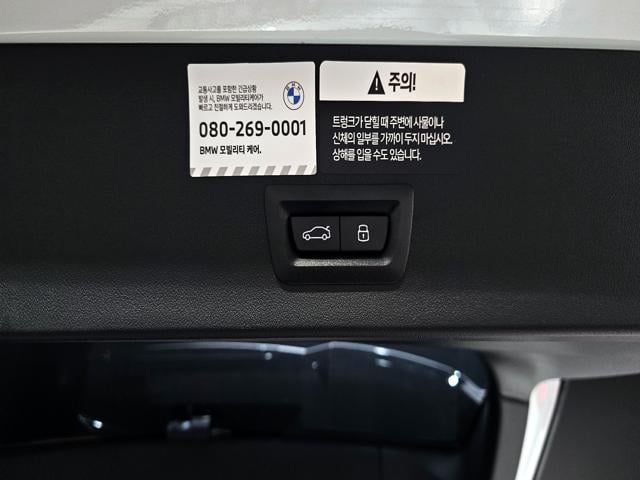 교통사고를 포함한 긴급상황
발생 시, BMW 모빌리티케어가
빠르고 친절하게 도와드리겠습니다.
080-269-0001
BMW 모빌리티 케어.
주의!
트렁크가 닫힐 때 주변에 사물이나
신체의 일부를 가까이 두지 마십시오.
상해를 입을 수도 있습니다.